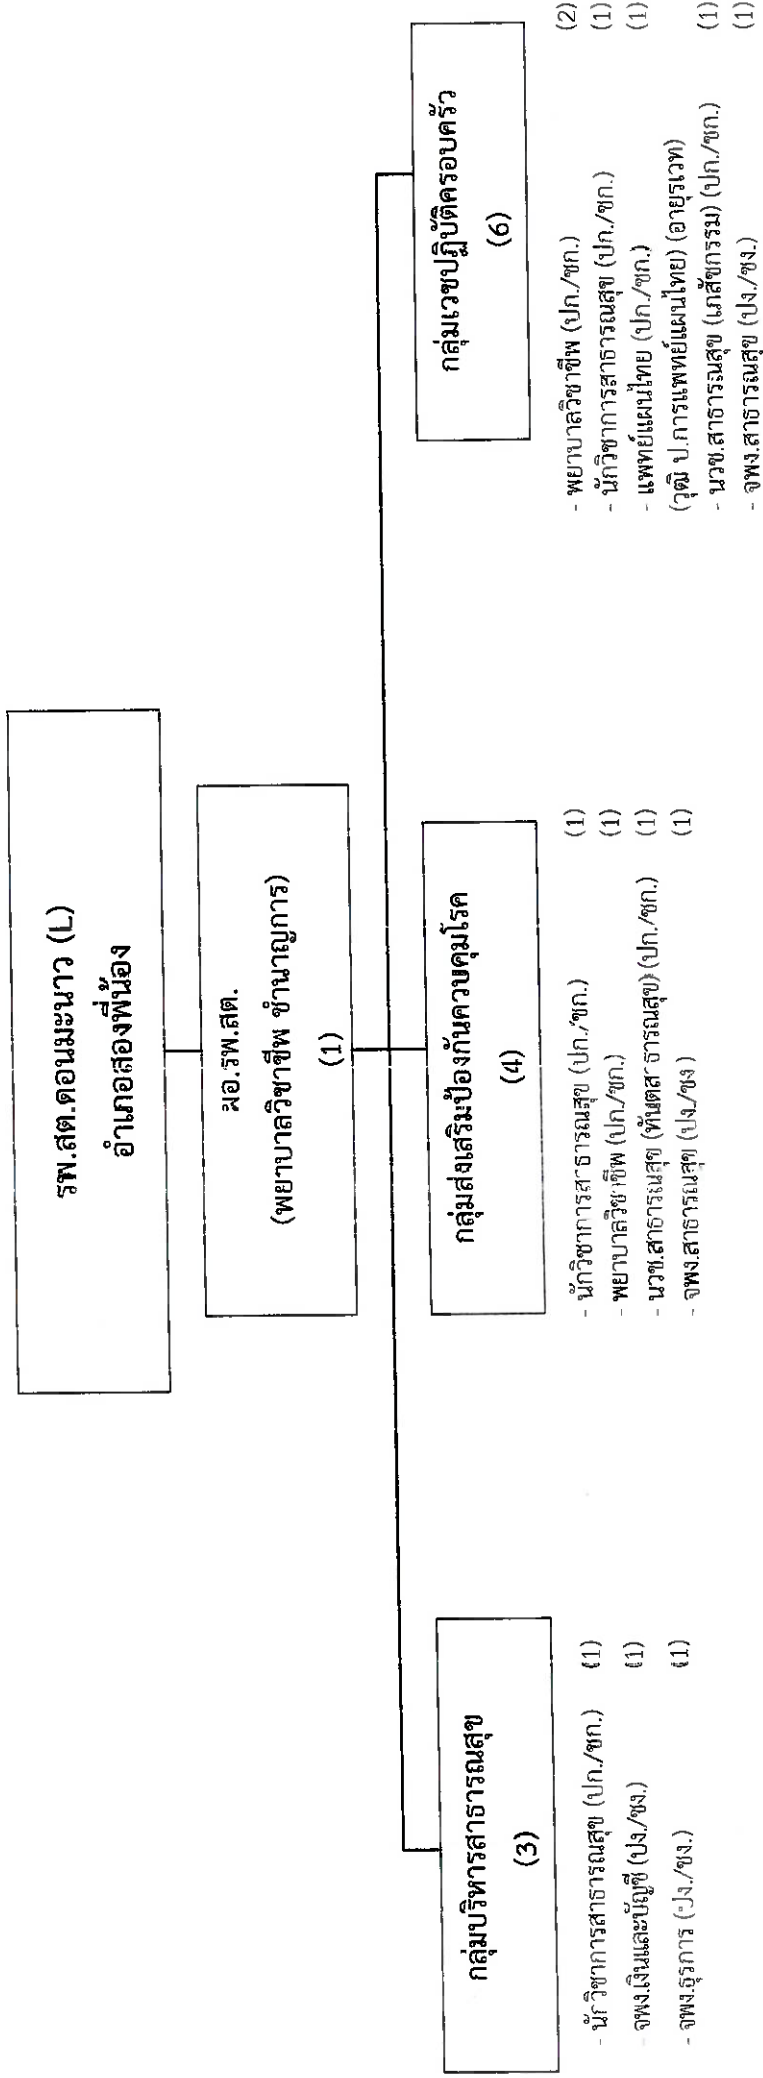 รพ.สต.ดอนมะนาว (L)
อำเภอสองพี่น้อง
ผอ.รพ.สต.
(พยาบาลวิชาชีพ ชำนาญการ)
(1)
กลุ่มบริหารสาธารณสุข
(3)
- นักวิชาการสาธารณสุข (ปก./ชก.) (1)
- จพง.เงินและบัญชี (ปง./ชง.) (1)
- จพง.ธุรการ (ปง./ชง.) (1)
กลุ่มส่งเสริมป้องกันควบคุมโรค
(4)
- นักวิชาการสาธารณสุข (ปก./ชก.) (1)
- พยาบาลวิชาชีพ (ปก./ชก.) (1)
- นวช.สาธารณสุข (ทันตสาธารณสุข) (ปก./ชก.) (1)
- จพง.สาธารณสุข (ปง./ชง) (1)
กลุ่มเวชปฏิบัติครอบครัว
(6)
- พยาบาลวิชาชีพ (ปก./ชก.) (2)
- นักวิชาการสาธารณสุข (ปก./ชก.) (1)
- แพทย์แผนไทย (ปก./ชก.) (1)
(วุฒิ ป.การแพทย์แผนไทย) (อายุรเวท)
- นวช.สาธารณสุข (เภสัชกรรม) (ปก./ชก.) (1)
- จพง.สาธารณสุข (ปง./ชง.) (1)